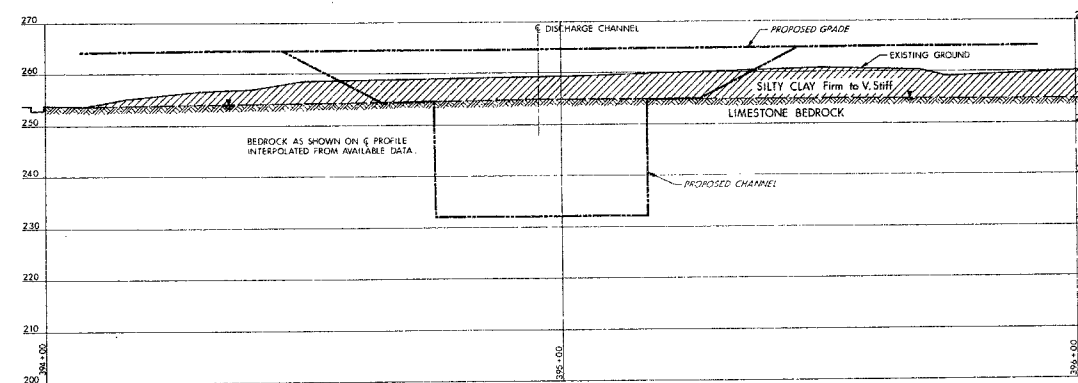 270
℄ DISCHARGE CHANNEL
PROPOSED GRADE
EXISTING GROUND
260
SILTY CLAY Firm to V. Stiff
LIMESTONE BEDROCK
250
BEDROCK AS SHOWN ON ℄ PROFILE
INTERPOLATED FROM AVAILABLE DATA.
240
PROPOSED CHANNEL
230
220
210
200
394+00
395+00
396+00